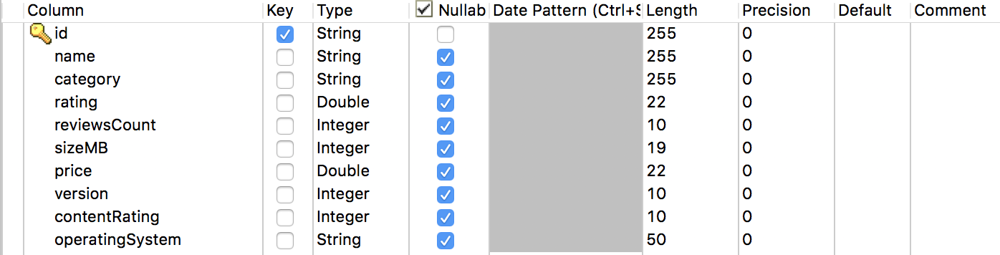 Column Key Type Nullab Date Pattern (Ctrl+S Length Precision Default Comment
id String 255 0
name String 255 0
category String 255 0
rating Double 22 0
reviewsCount Integer 10 0
sizeMB Integer 19 0
price Double 22 0
version Integer 10 0
contentRating Integer 10 0
operatingSystem String 50 0